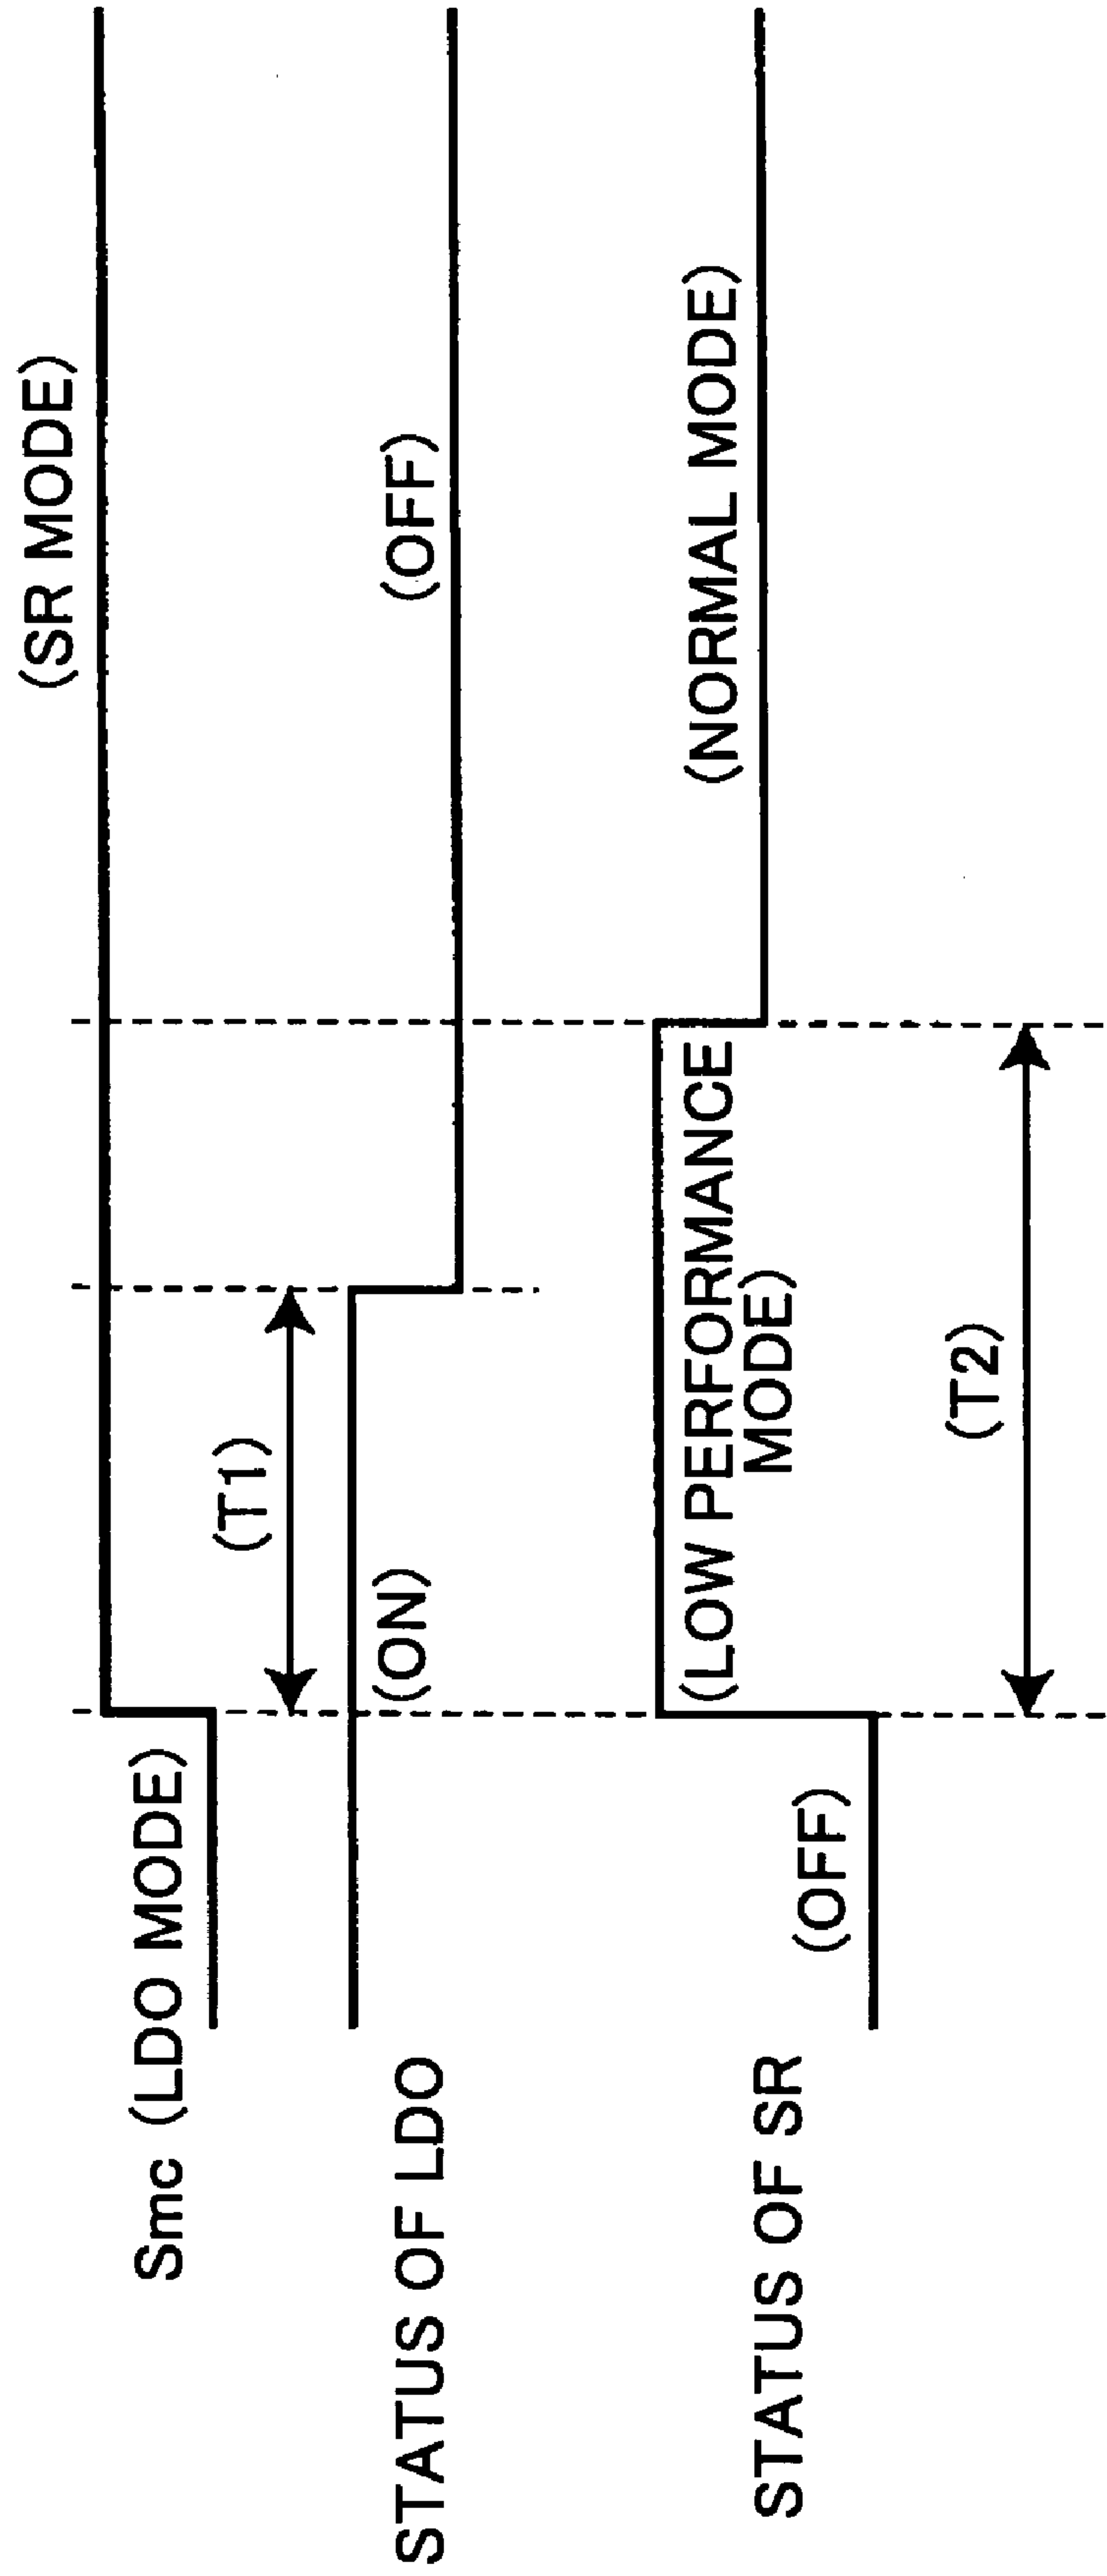 Smc (LDO MODE)
(SR MODE)
(T1)
STATUS OF LDO
(ON)
(OFF)
STATUS OF SR
(OFF)
(LOW PERFORMANCE
MODE)
(NORMAL MODE)
(T2)